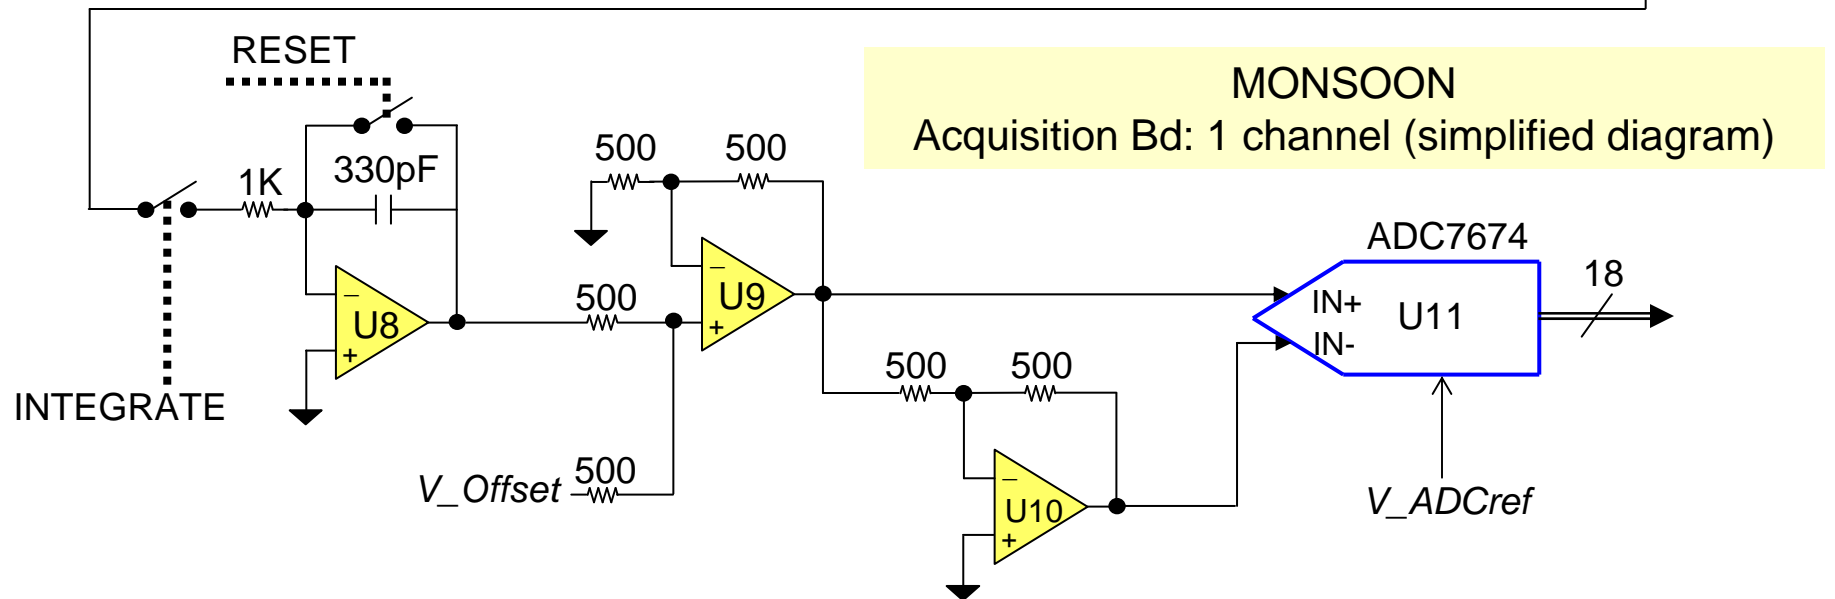 RESET
MONSOON
Acquisition Bd: 1 channel (simplified diagram)
500
500
1K
330pF
ADC7674
18
U9
500
U8
IN+
U11
IN-
INTEGRATE
500
500
V_Offset
500
U10
V_ADCref